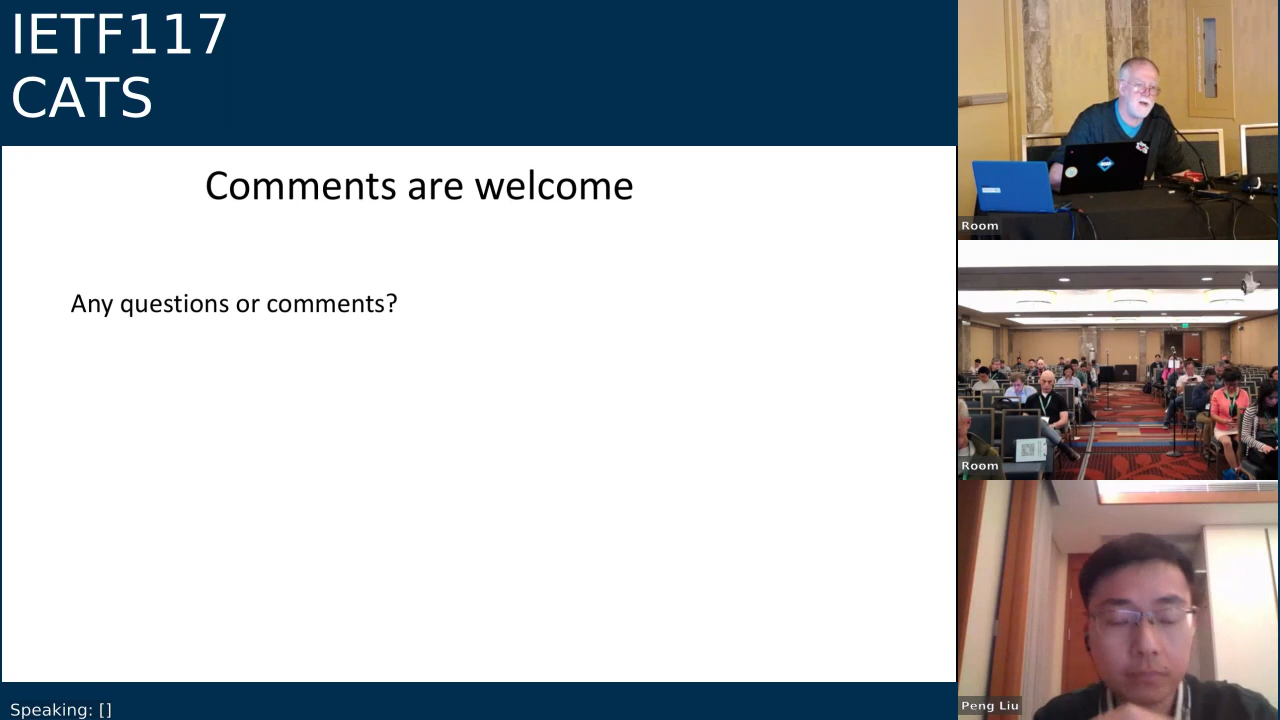 IETF117
CATS
Comments are welcome
Any questions or comments?
Speaking: []
Room
Room
Peng Liu